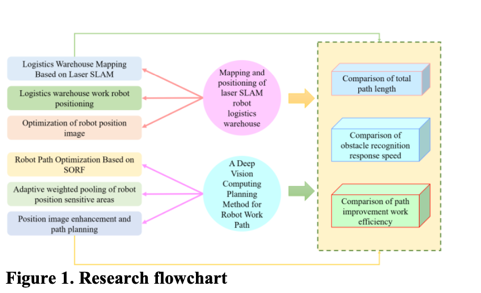 Logistics Warehouse Mapping
Based on Laser SLAM
Logistics warehouse work robot
positioning
Optimization of robot position
image
Robot Path Optimization Based on
SORF
Adaptive weighted pooling of robot
position sensitive areas
Position image enhancement and
path planning
Mapping and
positioning of
laser SLAM
robot
logistics
warehouse
A Deep
Vision
Computing
Planning
Method for
Robot Work
Path
Comparison of total
path length
Comparison of
obstacle recognition
response speed
Comparison of path
improvement work
efficiency
Figure 1. Research flowchart